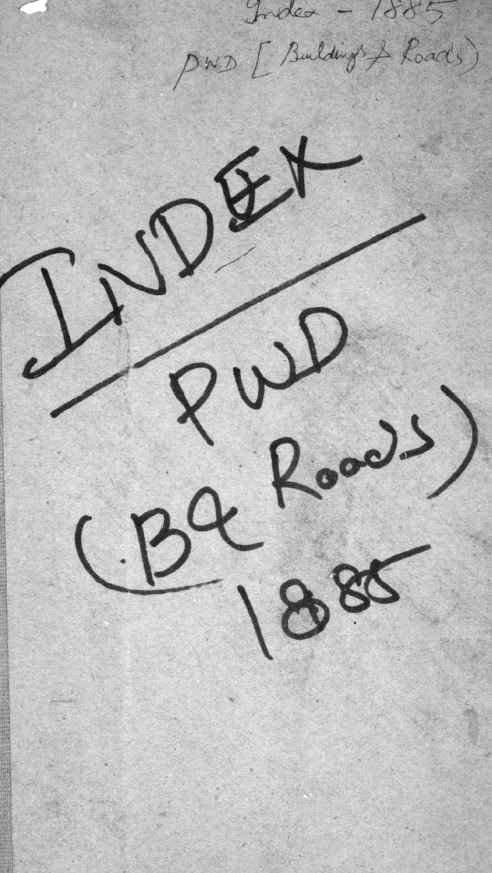 Index - 1885
PWD [Buildings & Roads)
INDEX
PWD
(B & Roads)
1885